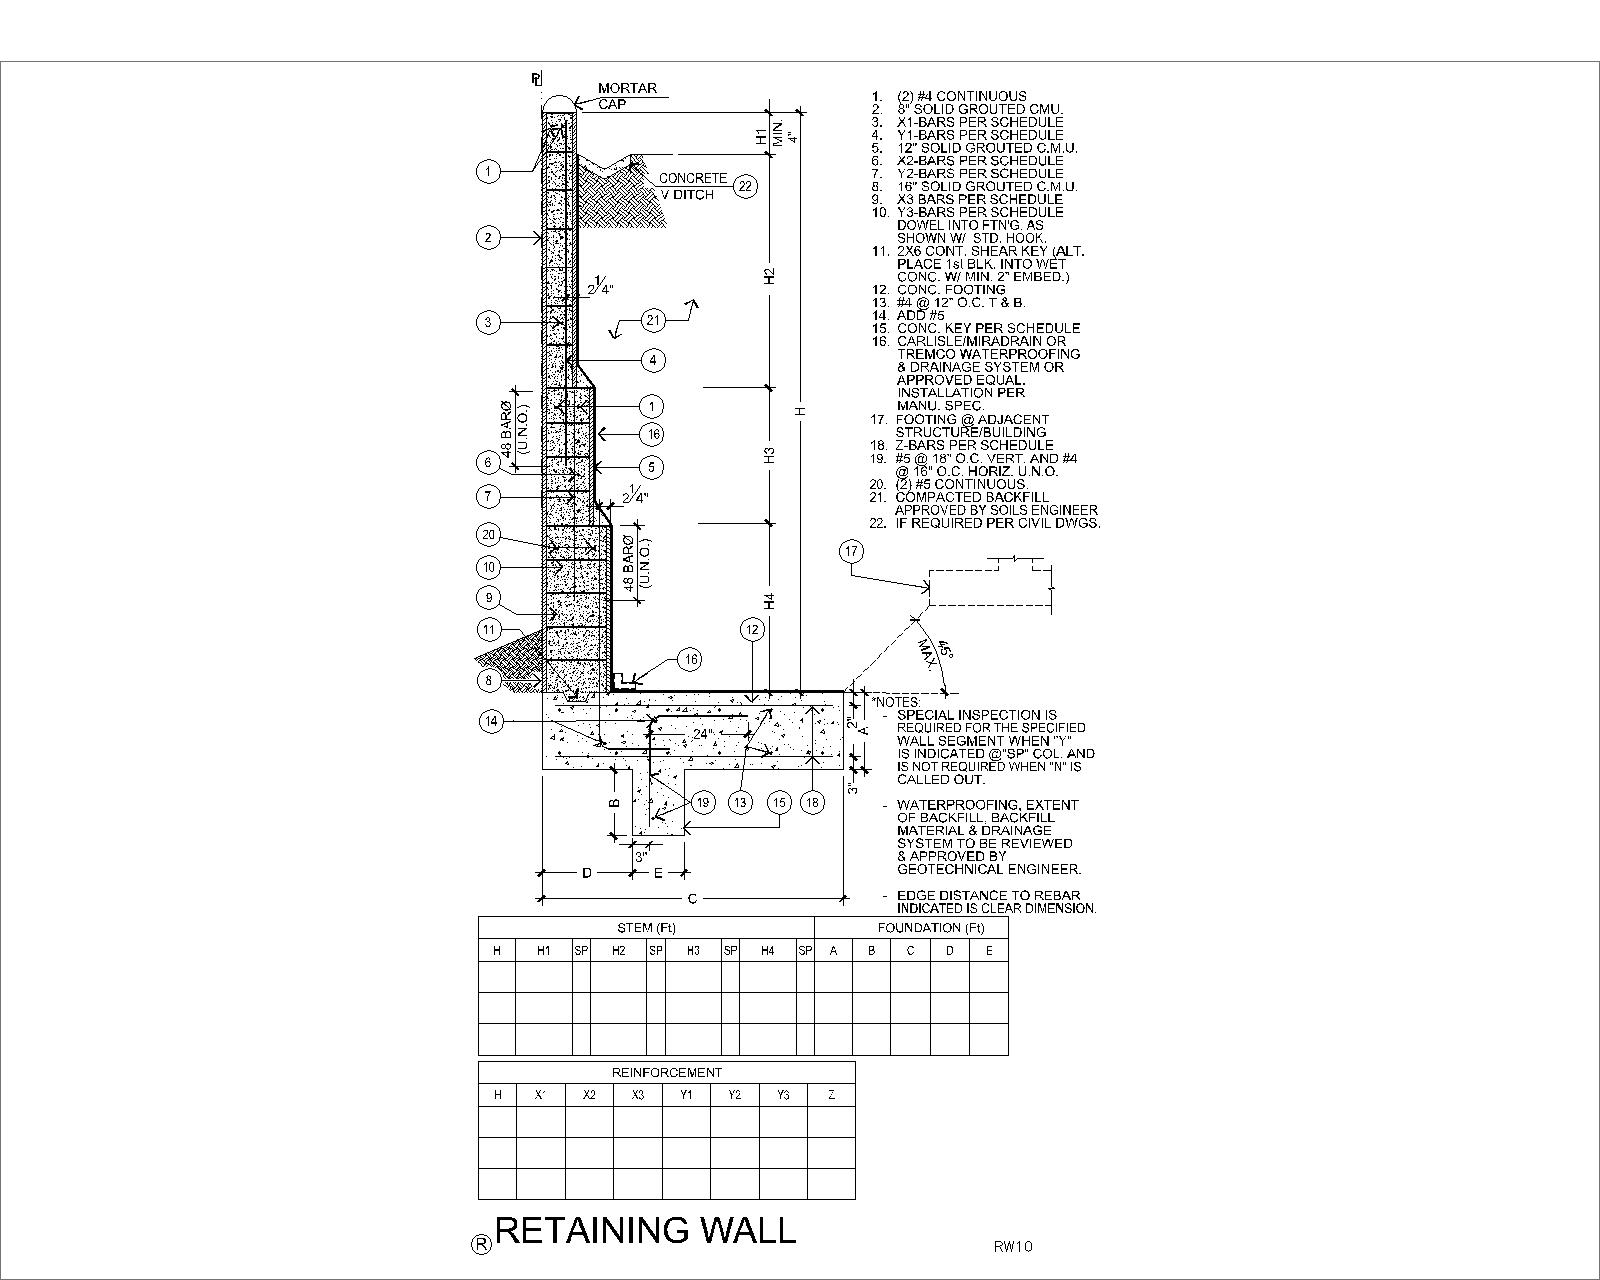 PL
MORTAR
CAP
H1
MIN.
4"
CONCRETE
V DITCH
22
1
2
3
2 1/4"
21
4
H2
H
48 BARØ
(U.N.O.)
1
16
5
6
7
H3
2 1/4"
20
10
9
11
8
48 BARØ
(U.N.O.)
H4
12
16
17
45°
MAX.
14
24"
2"
A
3"
B
19
13
15
18
3"
D
E
C
1. (2) #4 CONTINUOUS
2. 8" SOLID GROUTED CMU.
3. X1-BARS PER SCHEDULE
4. Y1-BARS PER SCHEDULE
5. 12" SOLID GROUTED C.M.U.
6. X2-BARS PER SCHEDULE
7. Y2-BARS PER SCHEDULE
8. 16" SOLID GROUTED C.M.U.
9. X3 BARS PER SCHEDULE
10. Y3-BARS PER SCHEDULE
DOWEL INTO FTN'G. AS
SHOWN W/ STD. HOOK.
11. 2X6 CONT. SHEAR KEY (ALT.
PLACE 1st BLK. INTO WET
CONC. W/ MIN. 2" EMBED.)
12. CONC. FOOTING
13. #4 @ 12" O.C. T & B.
14. ADD #5
15. CONC. KEY PER SCHEDULE
16. CARLISLE/MIRADRAIN OR
TREMCO WATERPROOFING
& DRAINAGE SYSTEM OR
APPROVED EQUAL.
INSTALLATION PER
MANU. SPEC.
17. FOOTING @ ADJACENT
STRUCTURE/BUILDING
18. Z-BARS PER SCHEDULE
19. #5 @ 18" O.C. VERT. AND #4
@ 16" O.C. HORIZ. U.N.O.
20. (2) #5 CONTINUOUS.
21. COMPACTED BACKFILL
APPROVED BY SOILS ENGINEER
22. IF REQUIRED PER CIVIL DWGS.
*NOTES:
- SPECIAL INSPECTION IS
REQUIRED FOR THE SPECIFIED
WALL SEGMENT WHEN "Y"
IS INDICATED @"SP" COL. AND
IS NOT REQUIRED WHEN "N" IS
CALLED OUT.
- WATERPROOFING, EXTENT
OF BACKFILL, BACKFILL
MATERIAL & DRAINAGE
SYSTEM TO BE REVIEWED
& APPROVED BY
GEOTECHNICAL ENGINEER.
- EDGE DISTANCE TO REBAR
INDICATED IS CLEAR DIMENSION.
STEM (Ft) FOUNDATION (Ft)
H H1 SP H2 SP H3 SP H4 SP A B C D E
REINFORCEMENT
H X1 X2 X3 Y1 Y2 Y3 Z
R RETAINING WALL
RW10